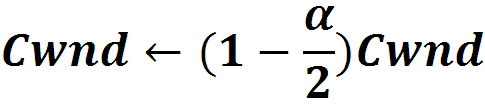 Cwnd ← (1 − α/2)Cwnd